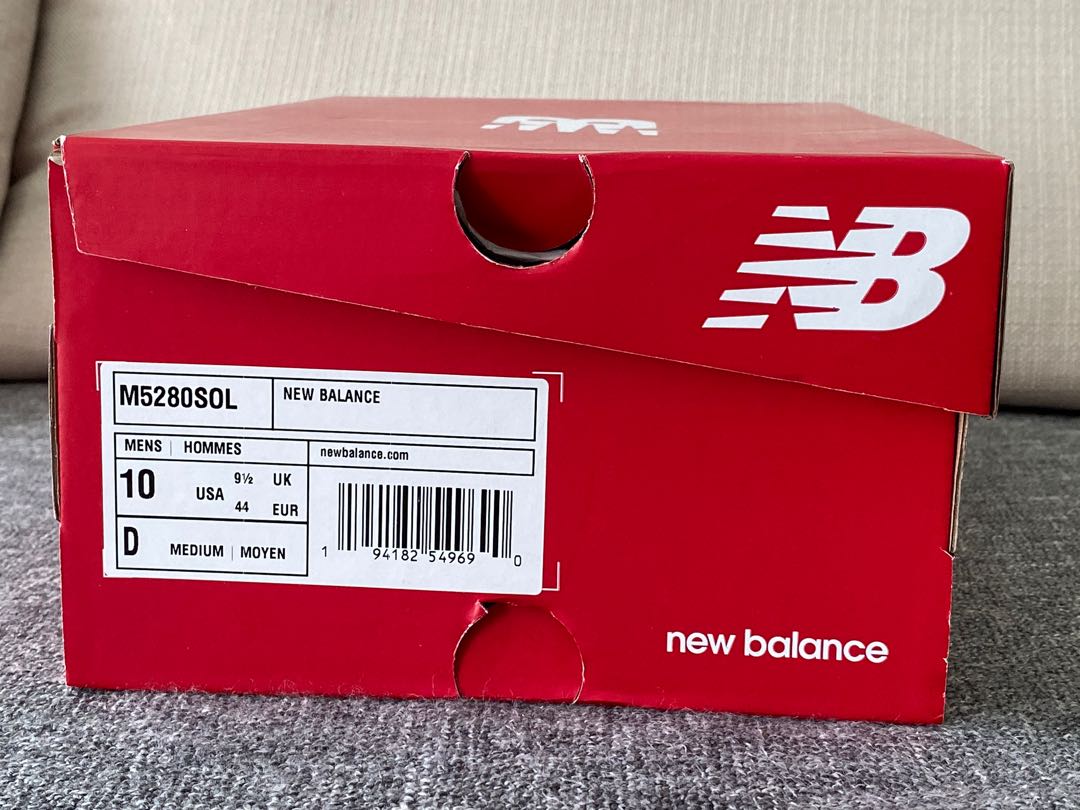 NB
M5280SOL
NEW BALANCE
MENS | HOMMES
newbalance.com
10 USA 9½ UK
44 EUR
D MEDIUM | MOYEN
1 94182 54969 0
new balance